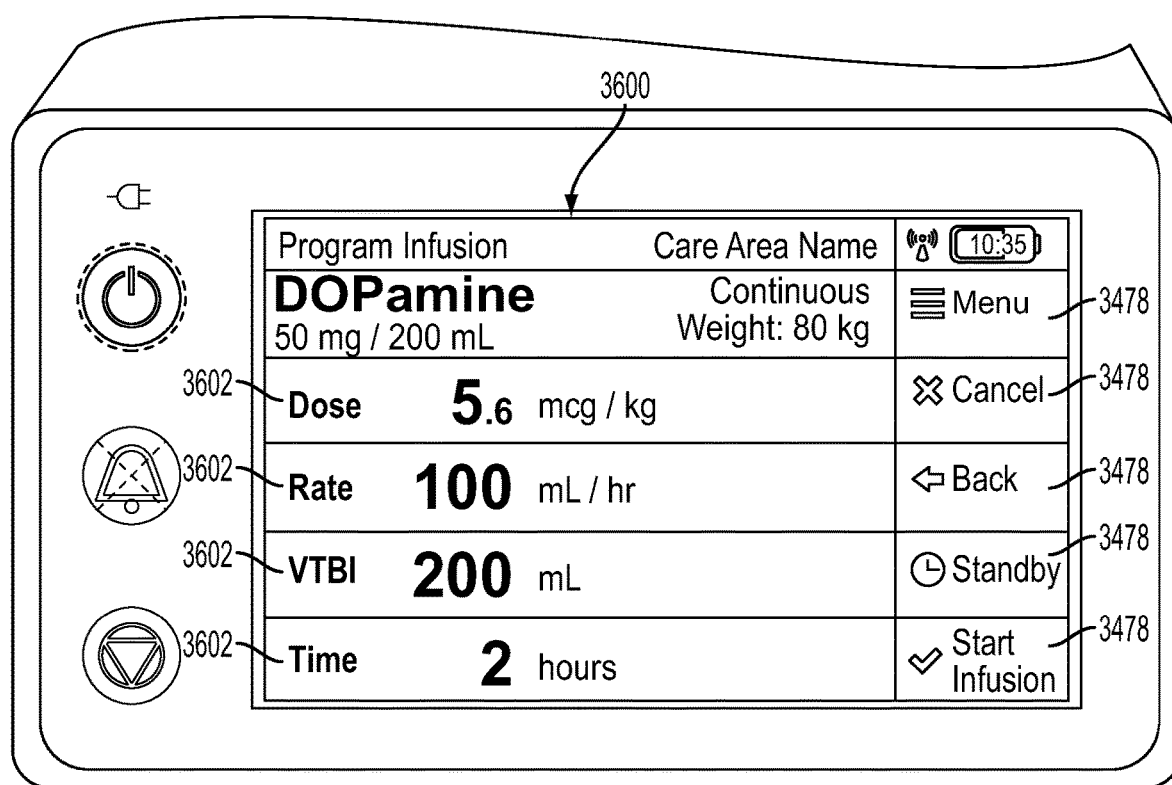 3600
Program Infusion Care Area Name 10:35
DOPamine Continuous
50 mg / 200 mL Weight: 80 kg
Menu 3478
3602 Dose 5.6 mcg / kg
Cancel 3478
3602 Rate 100 mL / hr
Back 3478
3602 VTBI 200 mL
Standby 3478
3602 Time 2 hours
Start 3478
Infusion